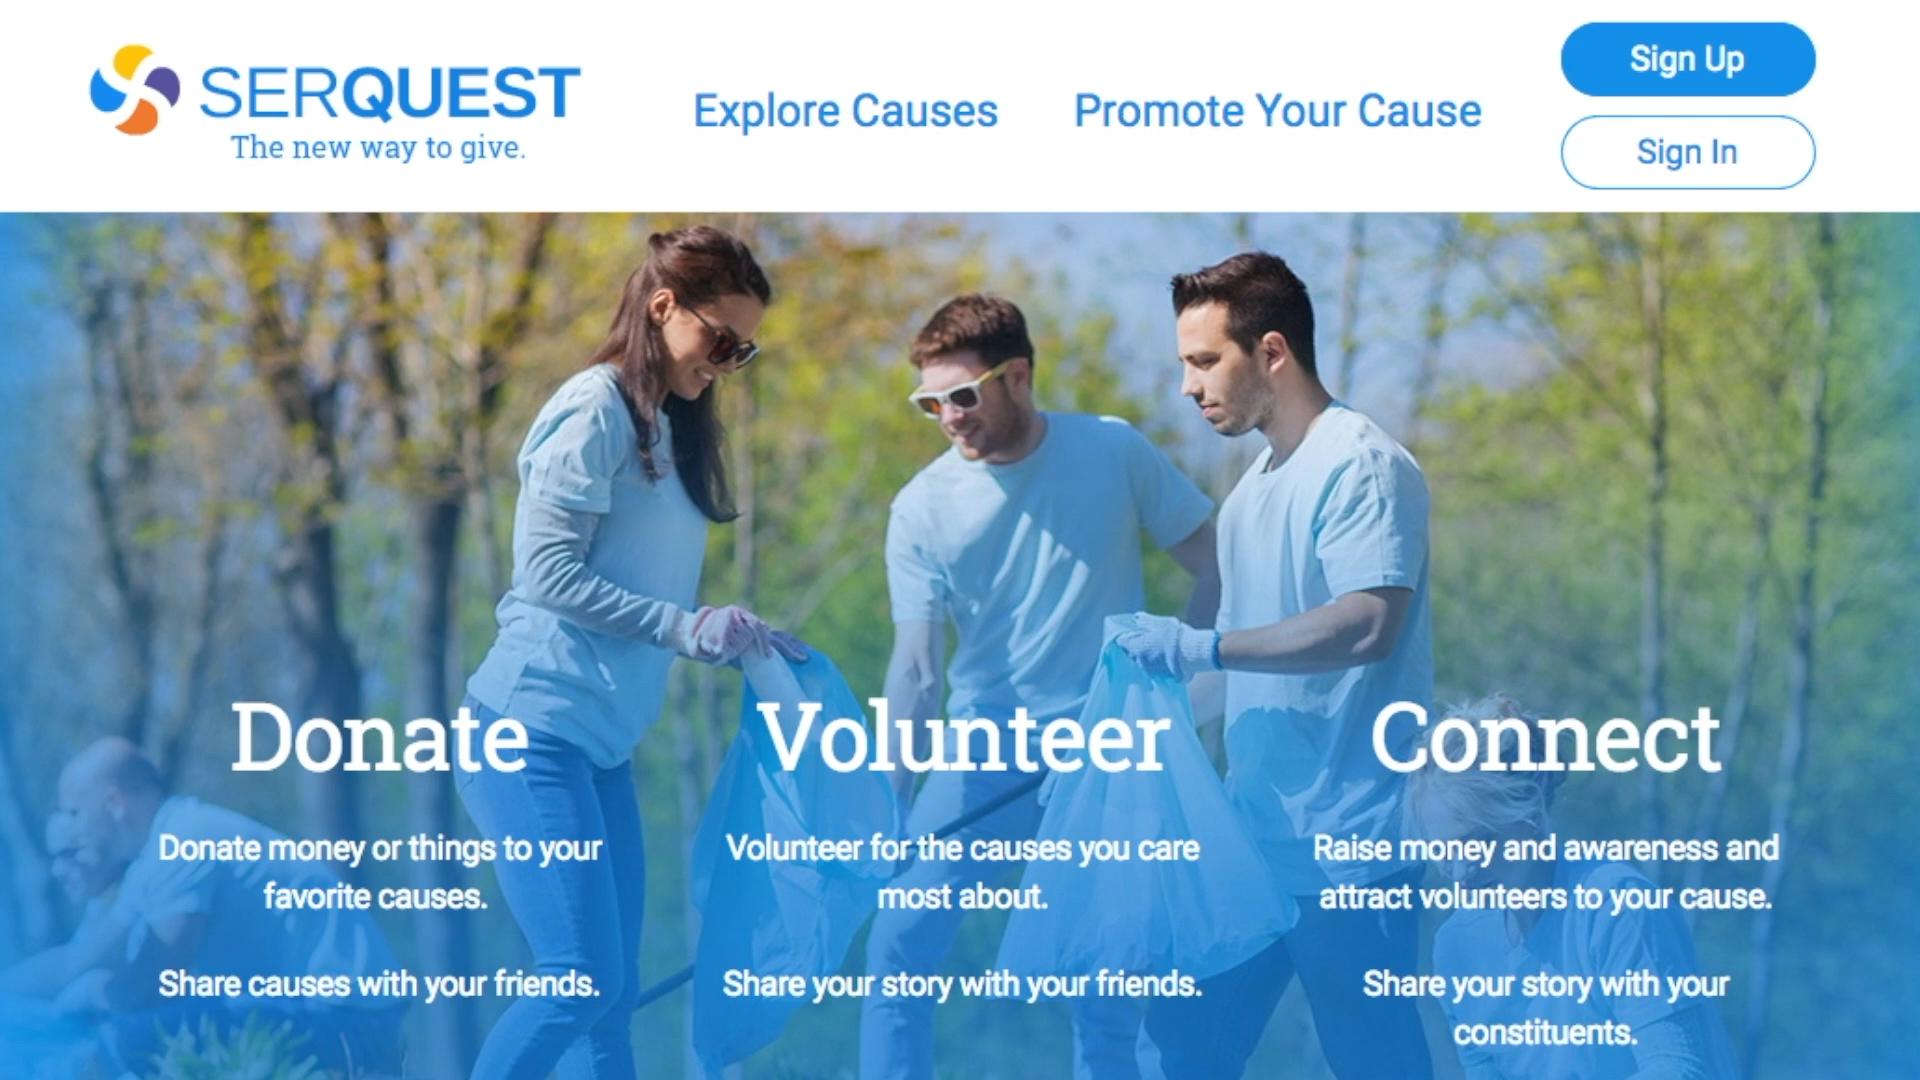 SERQUEST
The new way to give.
Explore Causes
Promote Your Cause
Sign Up
Sign In
Donate
Donate money or things to your
favorite causes.
Share causes with your friends.
Volunteer
Volunteer for the causes you care
most about.
Share your story with your friends.
Connect
Raise money and awareness and
attract volunteers to your cause.
Share your story with your
constituents.